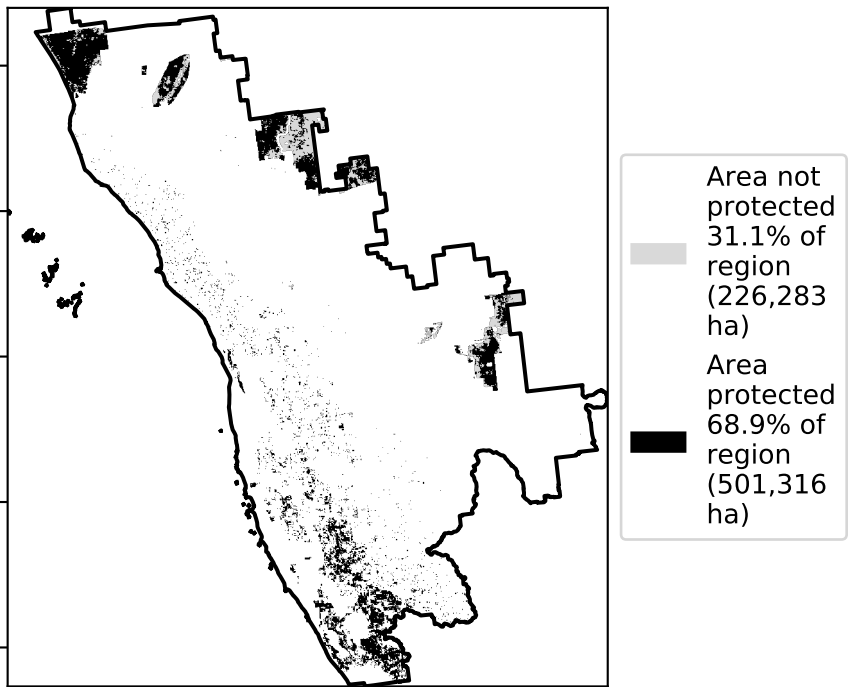 Area not
protected
31.1% of
region
(226,283
ha)
Area
protected
68.9% of
region
(501,316
ha)